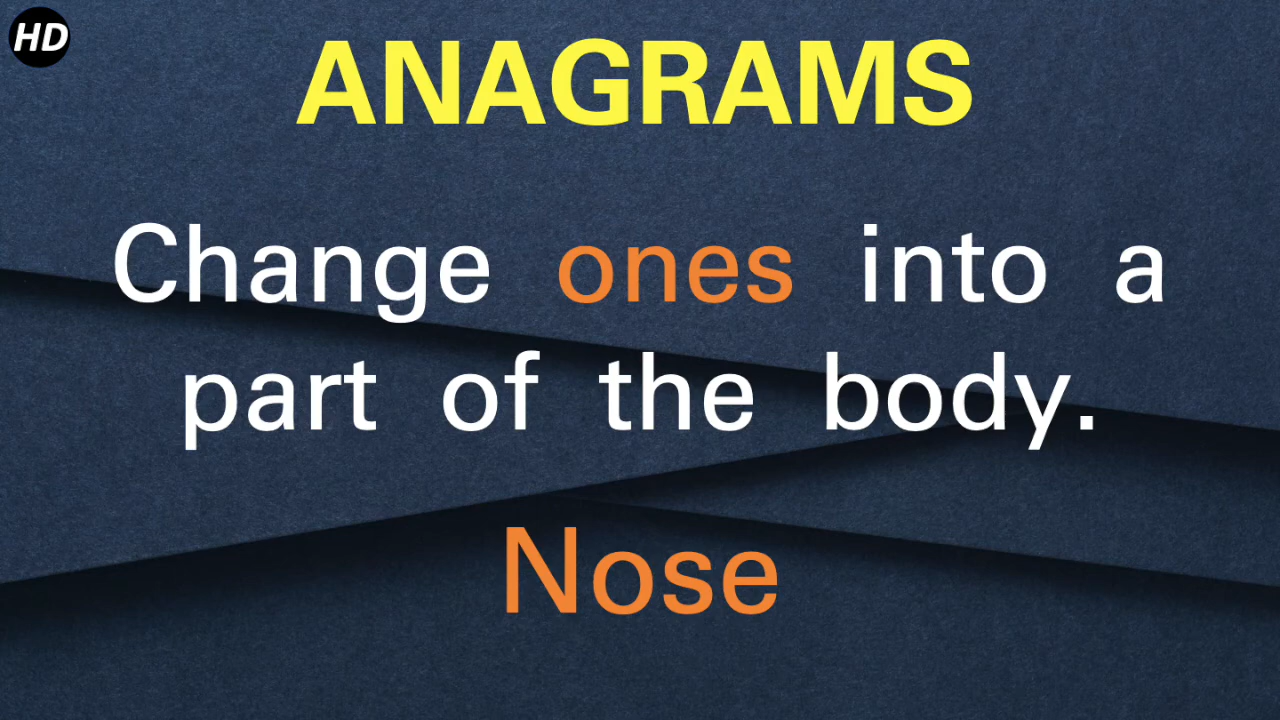 HD
ANAGRAMS
Change ones into a
part of the body.
Nose